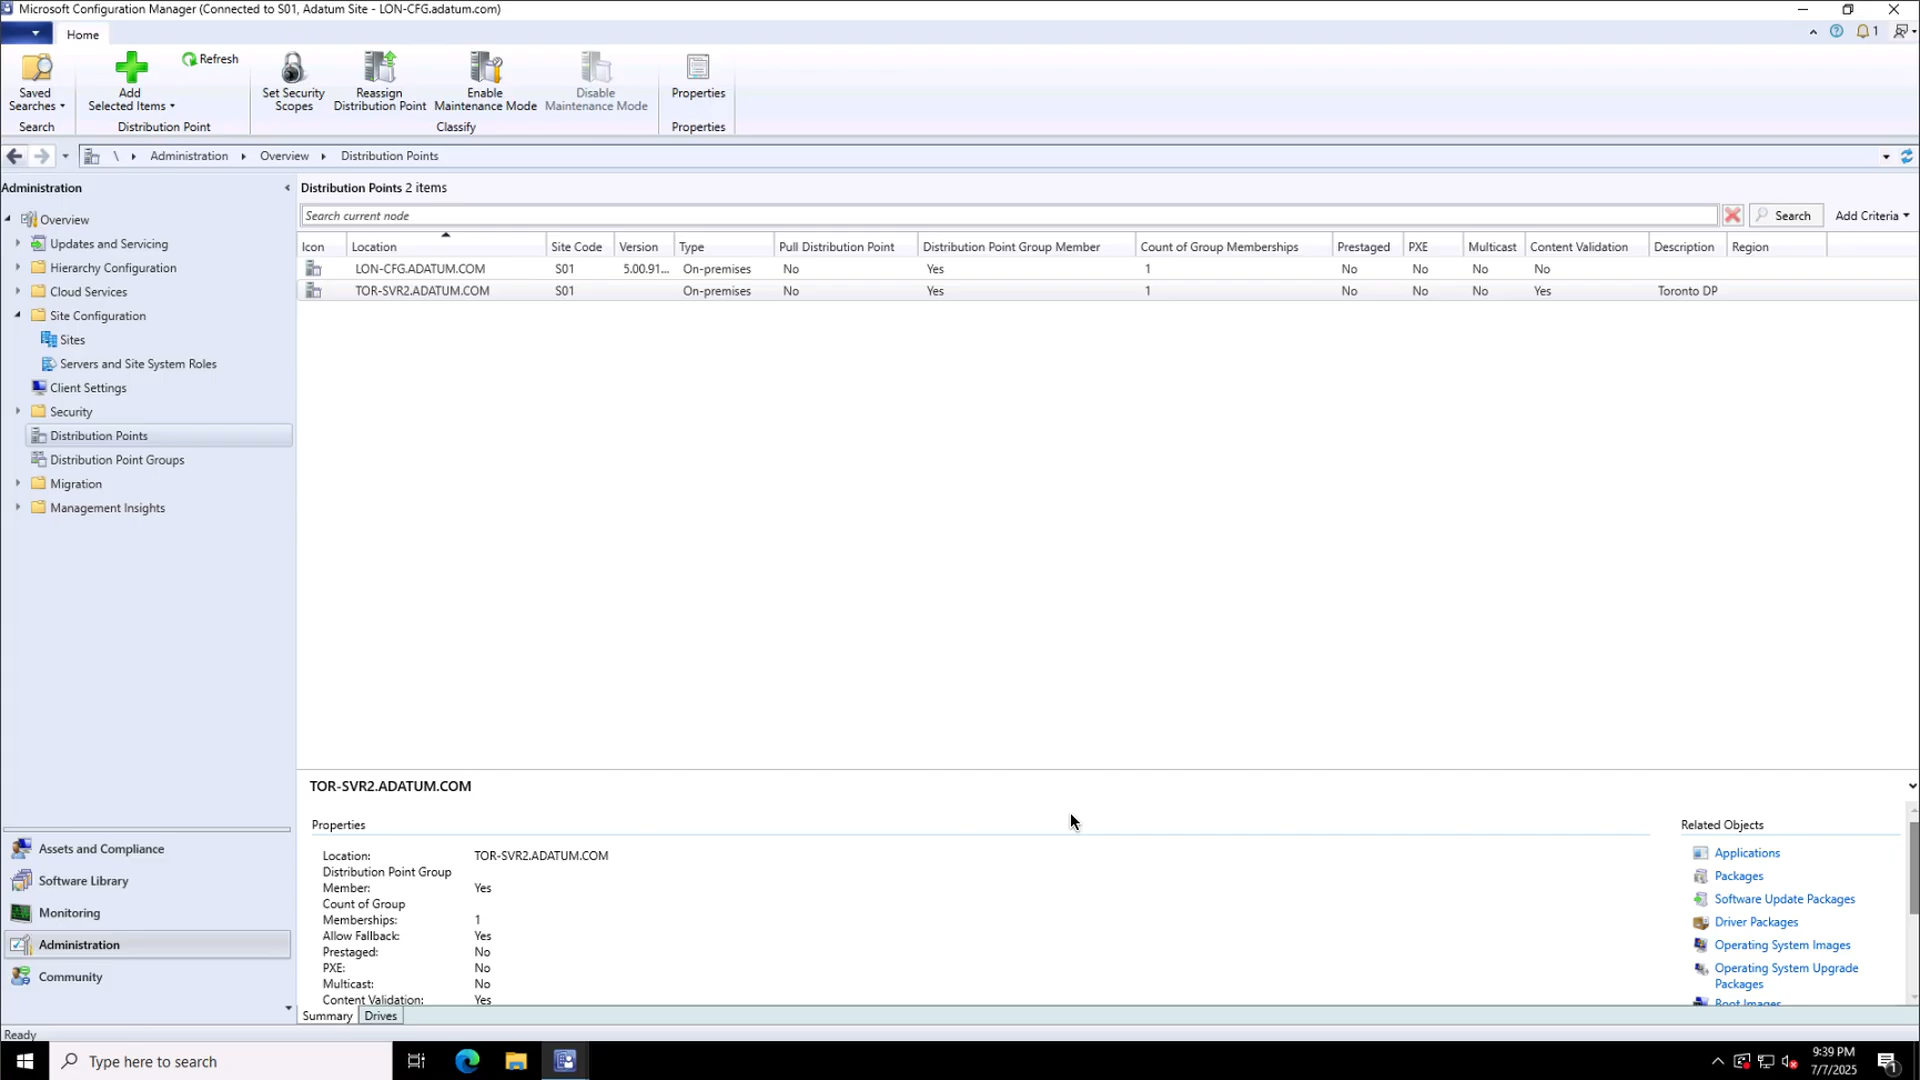 Microsoft Configuration Manager (Connected to S01, Adatum Site - LON-CFG.adatum.com)
Home
1
Saved Searches
Add Selected Items
Refresh
Set Security Scopes
Reassign Distribution Point
Enable Maintenance Mode
Disable Maintenance Mode
Properties
Search
Distribution Point
Classify
Properties
\ Administration Overview Distribution Points
Administration
Overview
Updates and Servicing
Hierarchy Configuration
Cloud Services
Site Configuration
Sites
Servers and Site System Roles
Client Settings
Security
Distribution Points
Distribution Point Groups
Migration
Management Insights
Assets and Compliance
Software Library
Monitoring
Administration
Community
Distribution Points 2 items
Search current node
Search
Add Criteria
Icon Location Site Code Version Type Pull Distribution Point Distribution Point Group Member Count of Group Memberships Prestaged PXE Multicast Content Validation Description Region
LON-CFG.ADATUM.COM S01 5.00.91... On-premises No Yes 1 No No No No
TOR-SVR2.ADATUM.COM S01 On-premises No Yes 1 No No No Yes Toronto DP
TOR-SVR2.ADATUM.COM
Properties
Location: TOR-SVR2.ADATUM.COM
Distribution Point Group
Member: Yes
Count of Group
Memberships: 1
Allow Fallback: Yes
Prestaged: No
PXE: No
Multicast: No
Content Validation: Yes
Related Objects
Applications
Packages
Software Update Packages
Driver Packages
Operating System Images
Operating System Upgrade
Packages
Boot Images
Summary Drives
Ready
Type here to search
9:39 PM
7/7/2025
1